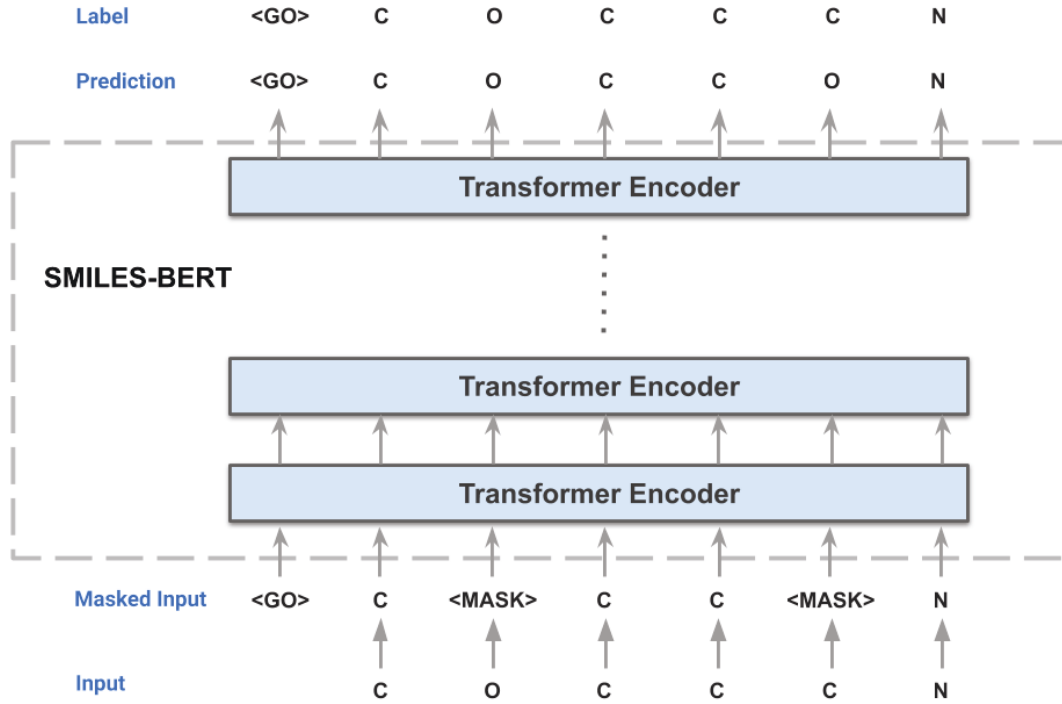 Label <GO> C O C C C N
Prediction <GO> C O C C O N
Transformer Encoder
SMILES-BERT
Transformer Encoder
Transformer Encoder
Masked Input <GO> C <MASK> C C <MASK> N
Input C O C C C N